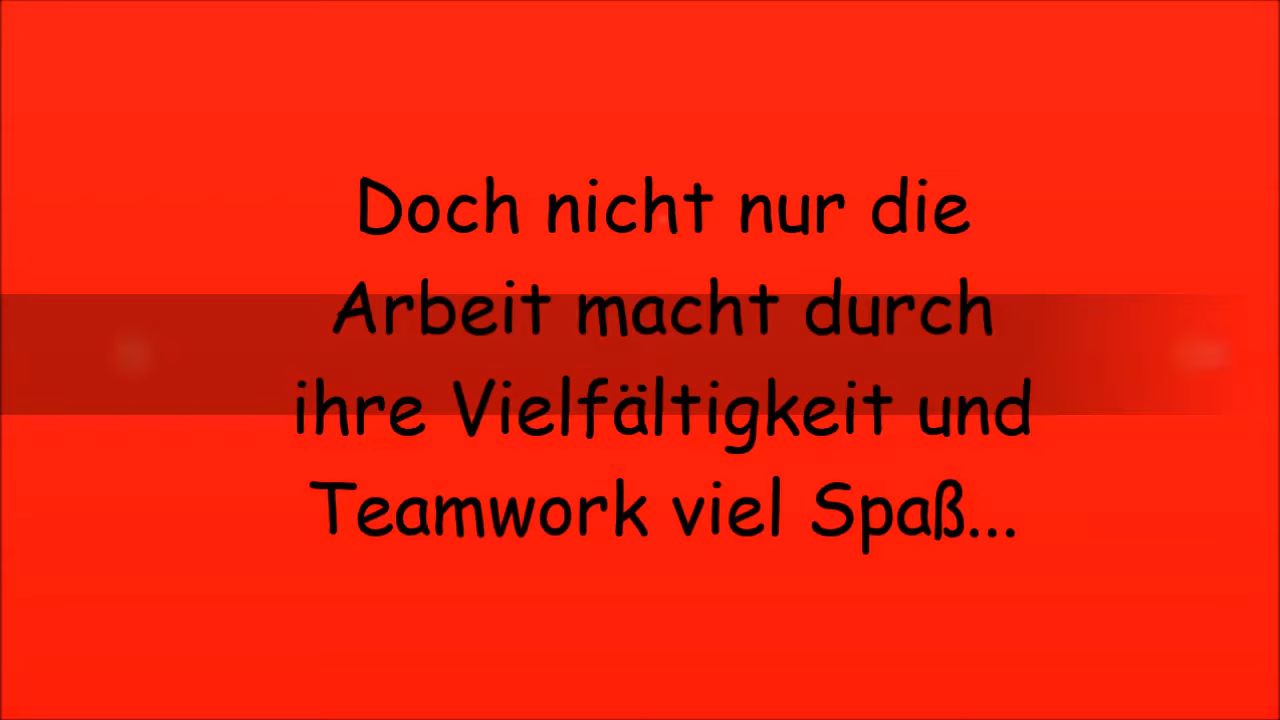 Doch nicht nur die
Arbeit macht durch
ihre Vielfältigkeit und
Teamwork viel Spaß...